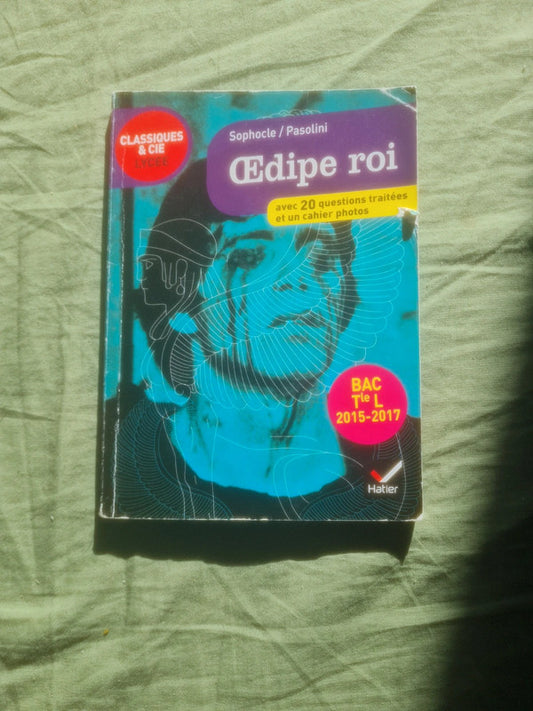 CLASSIQUES
& CIE
LYCÉE
Sophocle / Pasolini
Œdipe roi
avec 20 questions traitées
et un cahier photos
BAC
Tle L
2015-2017
Hatier